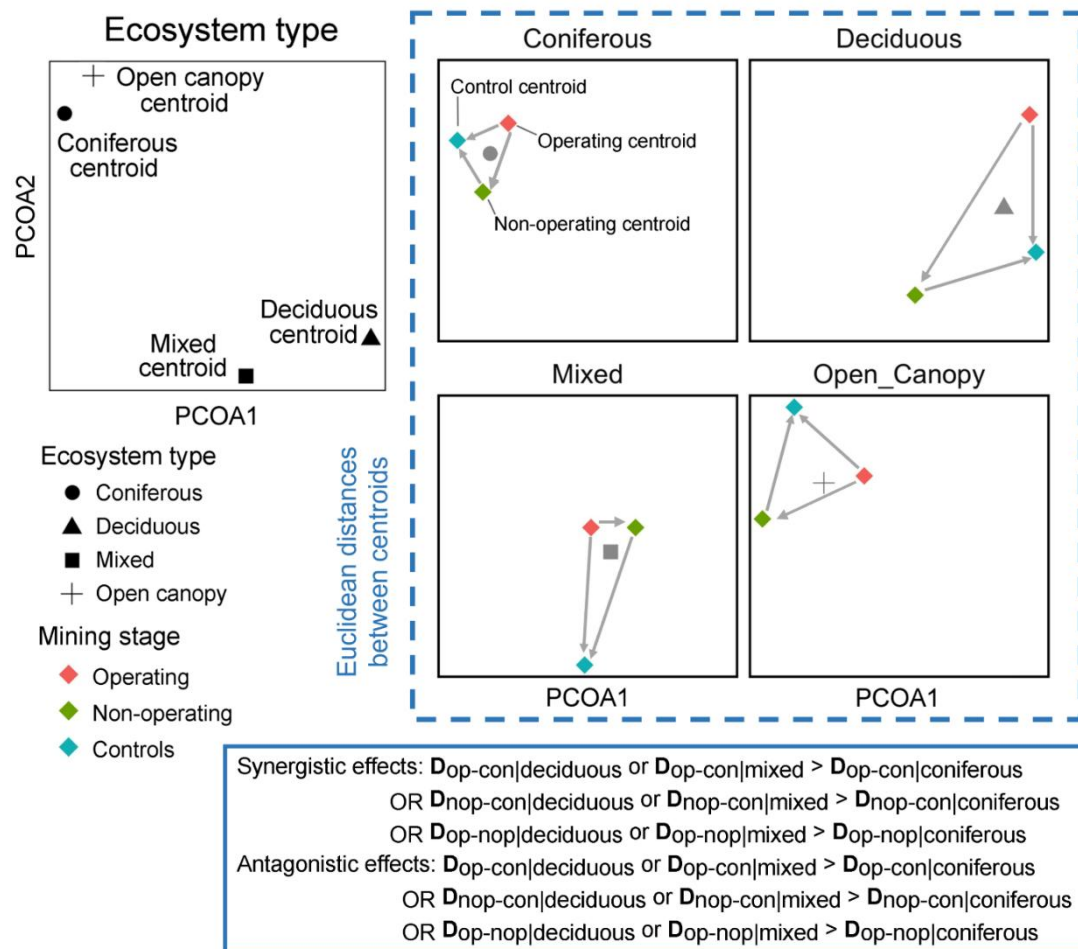 Ecosystem type
Open canopy
centroid
Coniferous
centroid
Deciduous
centroid
Mixed
centroid
PCOA2
PCOA1
Ecosystem type
Coniferous
Deciduous
Mixed
Open canopy
Mining stage
Operating
Non-operating
Controls
Euclidean distances
between centroids
Coniferous
Control centroid
Operating centroid
Non-operating centroid
Deciduous
Mixed
PCOA1
Open_Canopy
PCOA1
Synergistic effects: Dop-con|deciduous or Dop-con|mixed > Dop-con|coniferous
OR Dnop-con|deciduous or Dnop-con|mixed > Dnop-con|coniferous
OR Dop-nop|deciduous or Dop-nop|mixed > Dop-nop|coniferous
Antagonistic effects: Dop-con|deciduous or Dop-con|mixed > Dop-con|coniferous
OR Dnop-con|deciduous or Dnop-con|mixed > Dnop-con|coniferous
OR Dop-nop|deciduous or Dop-nop|mixed > Dop-nop|coniferous